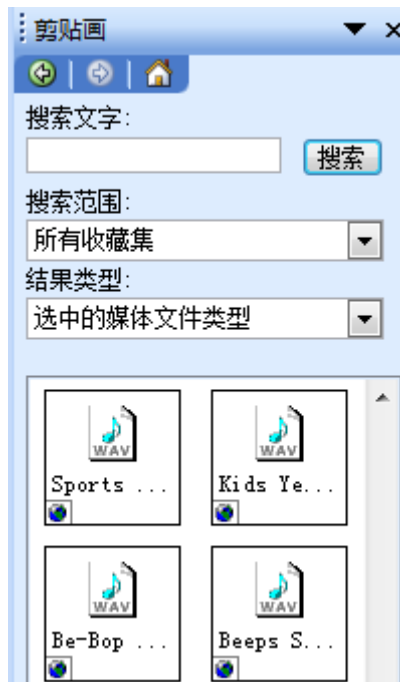 剪贴画
搜索文字:
搜索
搜索范围:
所有收藏集
结果类型:
选中的媒体文件类型
WAV
WAV
Sports ...
Kids Ye...
WAV
WAV
Be-Bop ...
Beeps S...